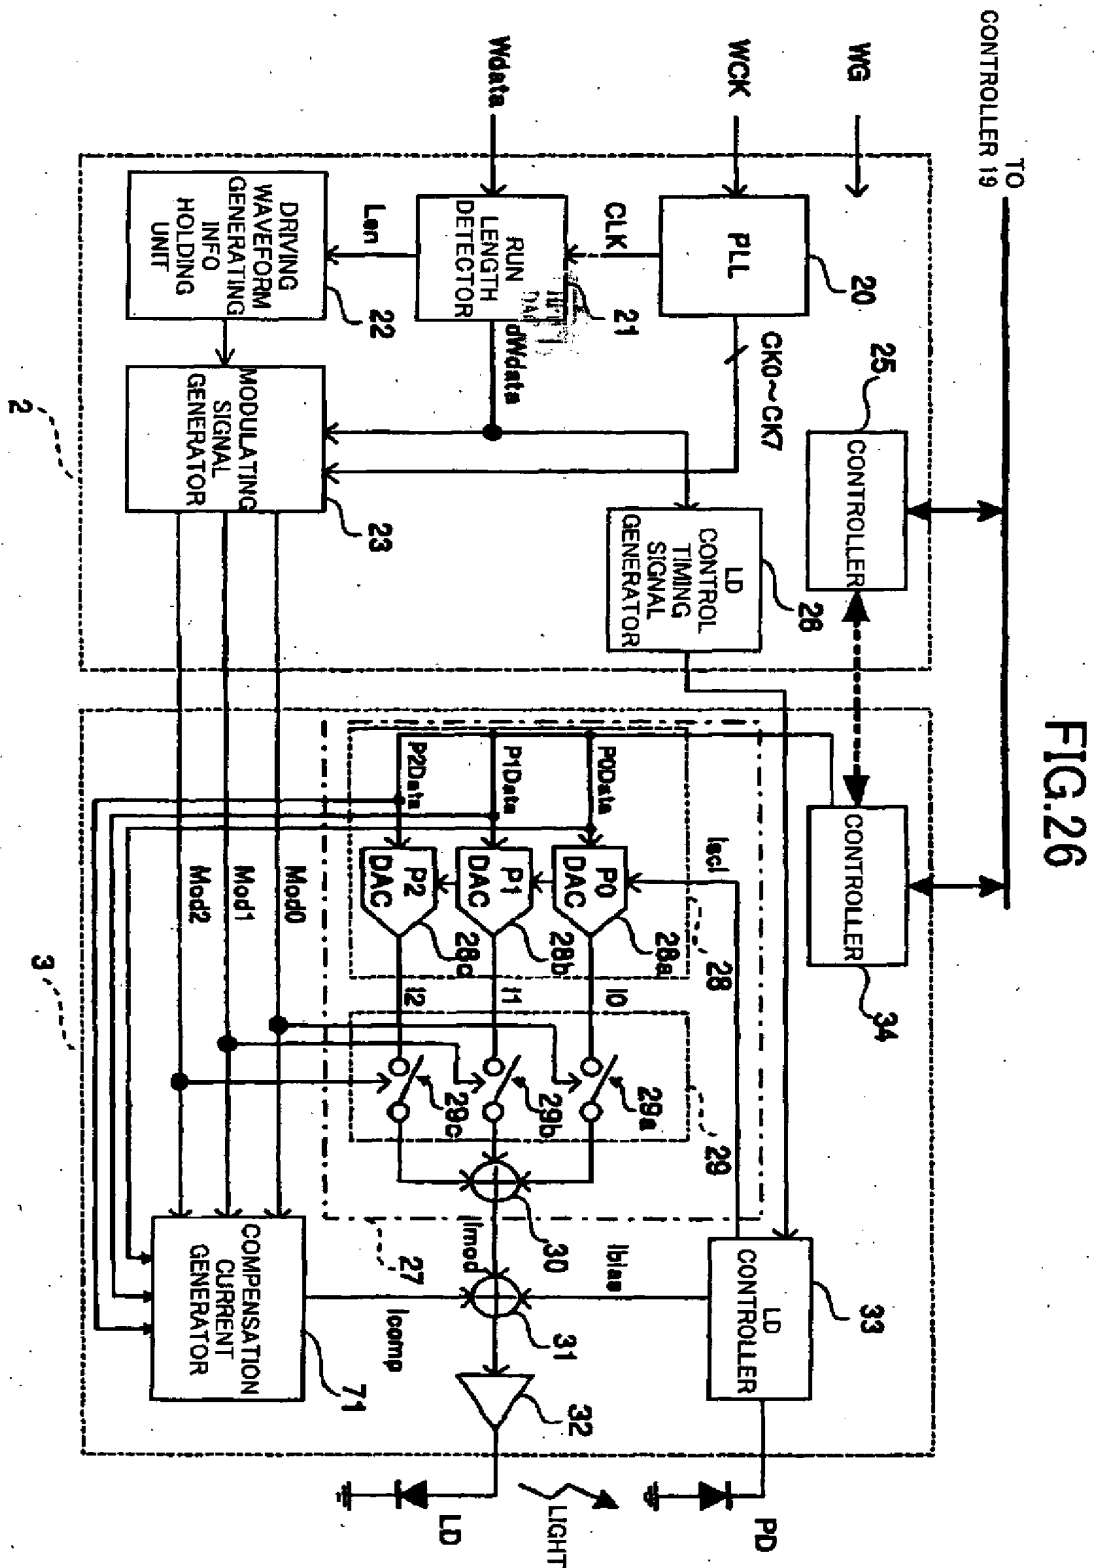 FIG.26
TO
CONTROLLER 19
WG
WCK
Wdata
PLL
20
CLK
CK0~CK7
RUN
LENGTH
DETECTOR
21
Len
dWdata
DRIVING
WAVEFORM
GENERATING
INFO
HOLDING
UNIT
22
MODULATING
SIGNAL
GENERATOR
23
25
CONTROLLER
LD
CONTROL
TIMING
SIGNAL
GENERATOR
26
2
CONTROLLER
34
P0Data
P1Data
P2Data
Iscl
P0
DAC
28a
P1
DAC
28b
P2
DAC
28c
28
I0
I1
I2
29a
29b
29c
29
Mod0
Mod1
Mod2
3
30
Imod
27
Ibias
31
Icomp
32
LD
CONTROLLER
33
COMPENSATION
CURRENT
GENERATOR
71
PD
LIGHT
LD